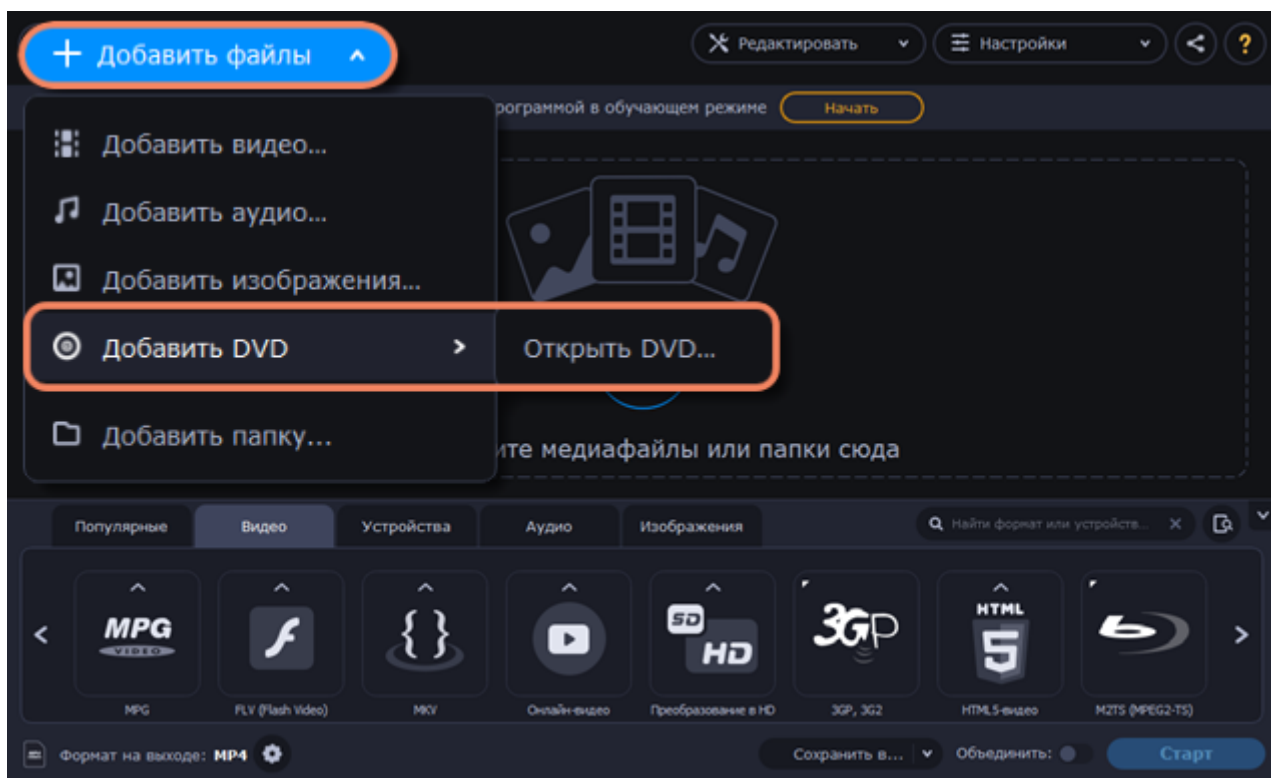 Добавить файлы
Редактировать
Настройки
?
рограммой в обучающем режиме
Начать
Добавить видео...
Добавить аудио...
Добавить изображения...
Добавить DVD
Открыть DVD...
Добавить папку...
ите медиафайлы или папки сюда
Популярные
Видео
Устройства
Аудио
Изображения
Найти формат или устройств...
MPG
VIDEO
SD
HD
3GP
HTML
5
MPG
FLV (Flash Video)
MKV
Онлайн-видео
Преобразование в HD
3GP, 3G2
HTML5-видео
M2TS (MPEG2-TS)
Формат на выходе: MP4
Сохранить в...
Объединить:
Старт